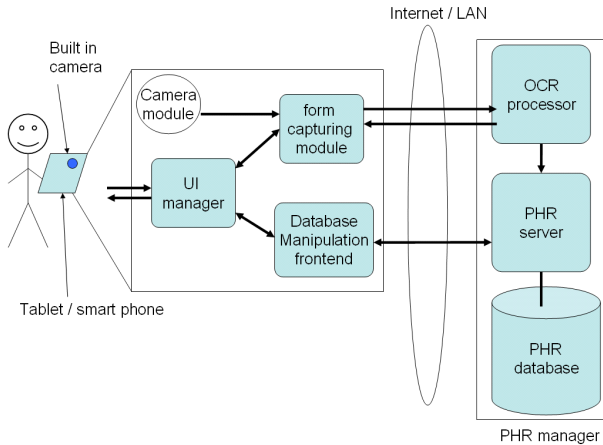 Internet / LAN
Built in
camera
Camera
module
form
capturing
module
OCR
processor
UI
manager
Database
Manipulation
frontend
PHR
server
Tablet / smart phone
PHR
database
PHR manager